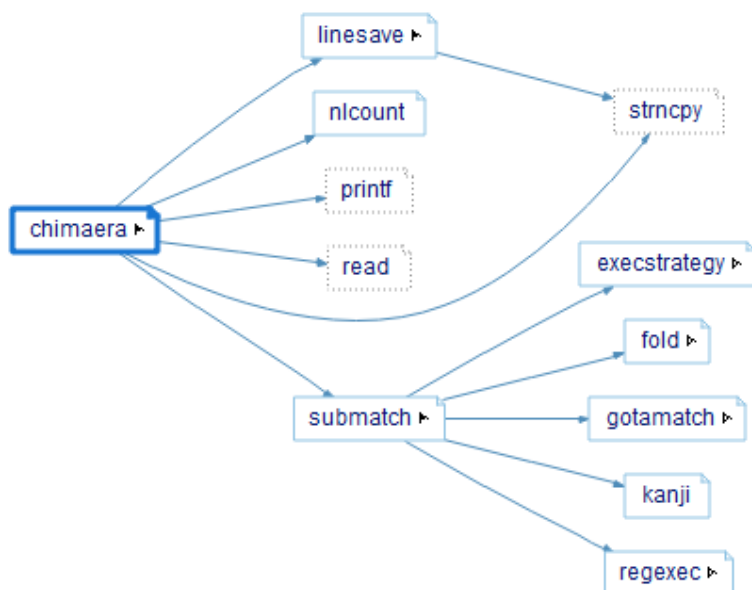 linesave
nlcount
strncpy
printf
chimaera
read
execstrategy
fold
submatch
gotamatch
kanji
regexec